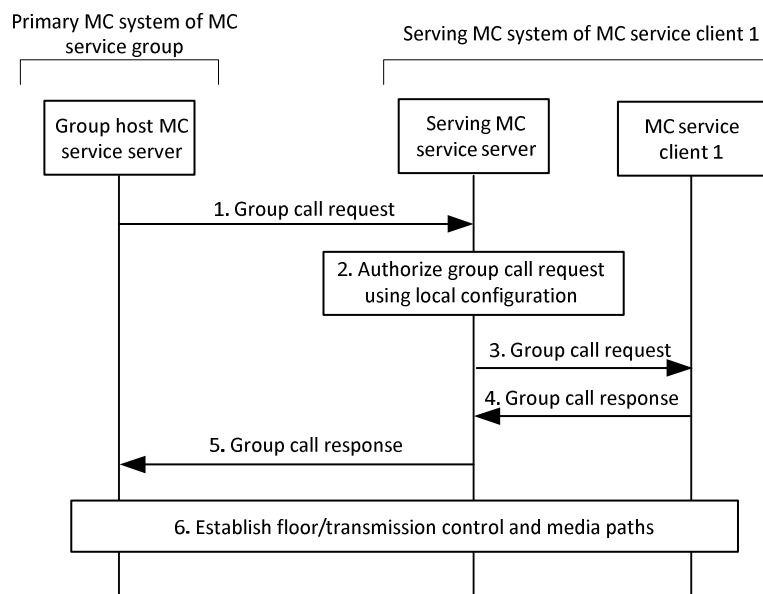 Primary MC system of MC
service group
Serving MC system of MC service client 1
Group host MC
service server
Serving MC
service server
MC service
client 1
1. Group call request
2. Authorize group call request
using local configuration
3. Group call request
4. Group call response
5. Group call response
6. Establish floor/transmission control and media paths